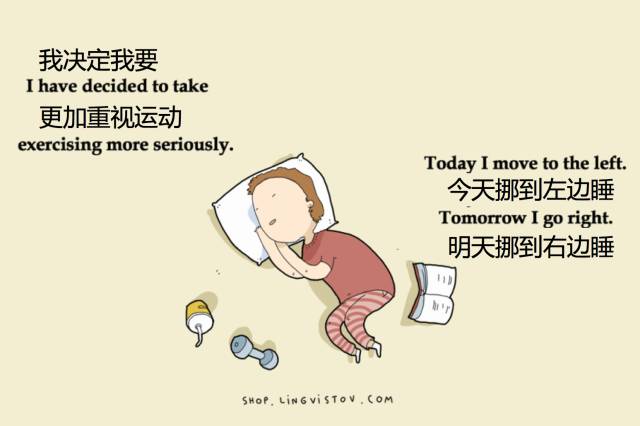 我决定我要
I have decided to take
更加重视运动
exercising more seriously.
Today I move to the left.
今天挪到左边睡
Tomorrow I go right.
明天挪到右边睡
SHOP.LINGVISTOV.COM